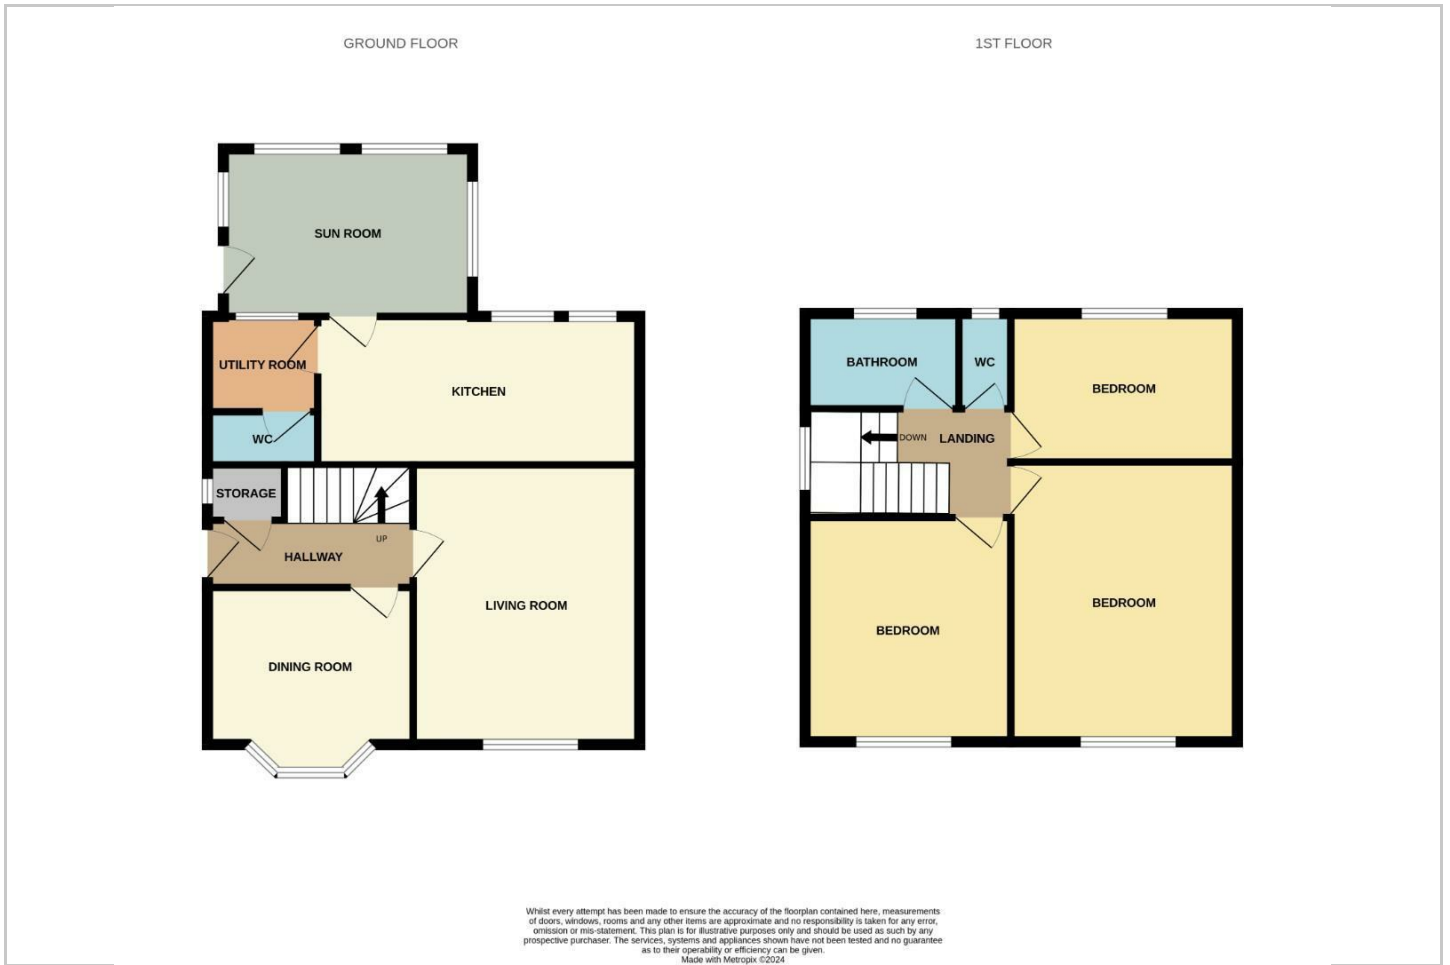 GROUND FLOOR
1ST FLOOR
SUN ROOM
UTILITY ROOM
KITCHEN
WC
STORAGE
UP
HALLWAY
LIVING ROOM
DINING ROOM
BATHROOM
WC
BEDROOM
DOWN
LANDING
BEDROOM
BEDROOM
Whilst every attempt has been made to ensure the accuracy of the floorplan contained here, measurements
of doors, windows, rooms and any other items are approximate and no responsibility is taken for any error,
omission or mis-statement. This plan is for illustrative purposes only and should be used as such by any
prospective purchaser. The services, systems and appliances shown have not been tested and no guarantee
as to their operability or efficiency can be given.
Made with Metropix ©2024